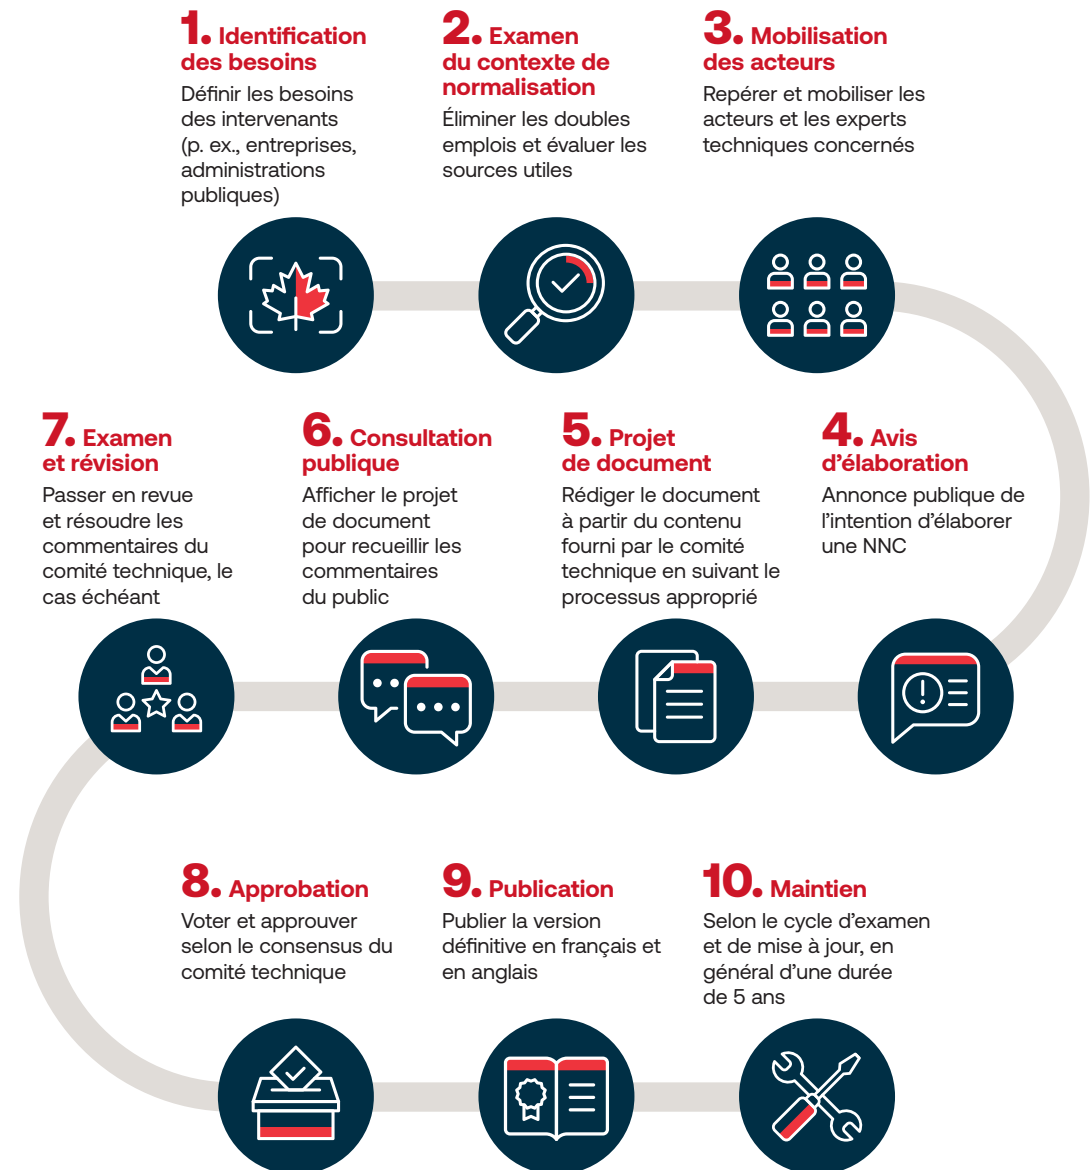 1. Identification
des besoins
Définir les besoins
des intervenants
(p. ex., entreprises,
administrations
publiques)
2. Examen
du contexte de
normalisation
Éliminer les doubles
emplois et évaluer les
sources utiles
3. Mobilisation
des acteurs
Repérer et mobiliser les
acteurs et les experts
techniques concernés
4. Avis
d’élaboration
Annonce publique de
l’intention d’élaborer
une NNC
5. Projet
de document
Rédiger le document
à partir du contenu
fourni par le comité
technique en suivant le
processus approprié
6. Consultation
publique
Afficher le projet
de document
pour recueillir les
commentaires
du public
7. Examen
et révision
Passer en revue
et résoudre les
commentaires du
comité technique, le
cas échéant
8. Approbation
Voter et approuver
selon le consensus du
comité technique
9. Publication
Publier la version
définitive en français et
en anglais
10. Maintien
Selon le cycle d’examen
et de mise à jour, en
général d’une durée
de 5 ans